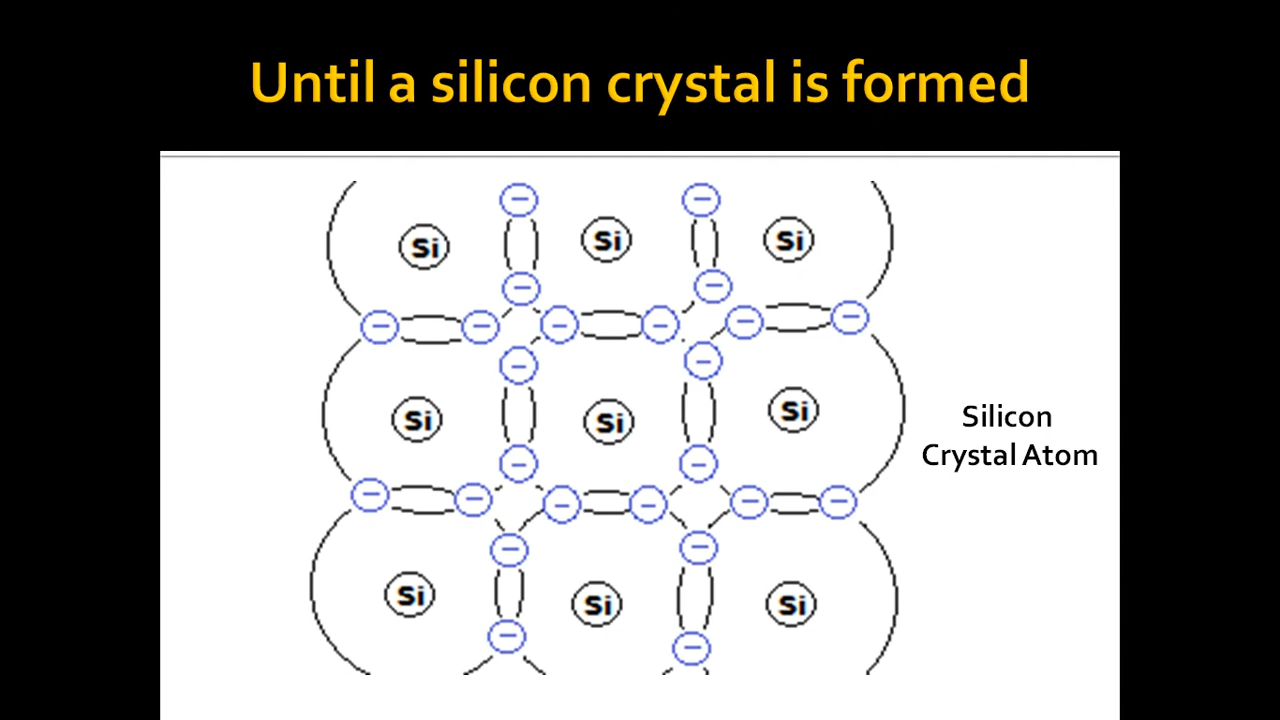 Until a silicon crystal is formed
Si Si Si
Si Si Si
Silicon
Crystal Atom
Si Si Si